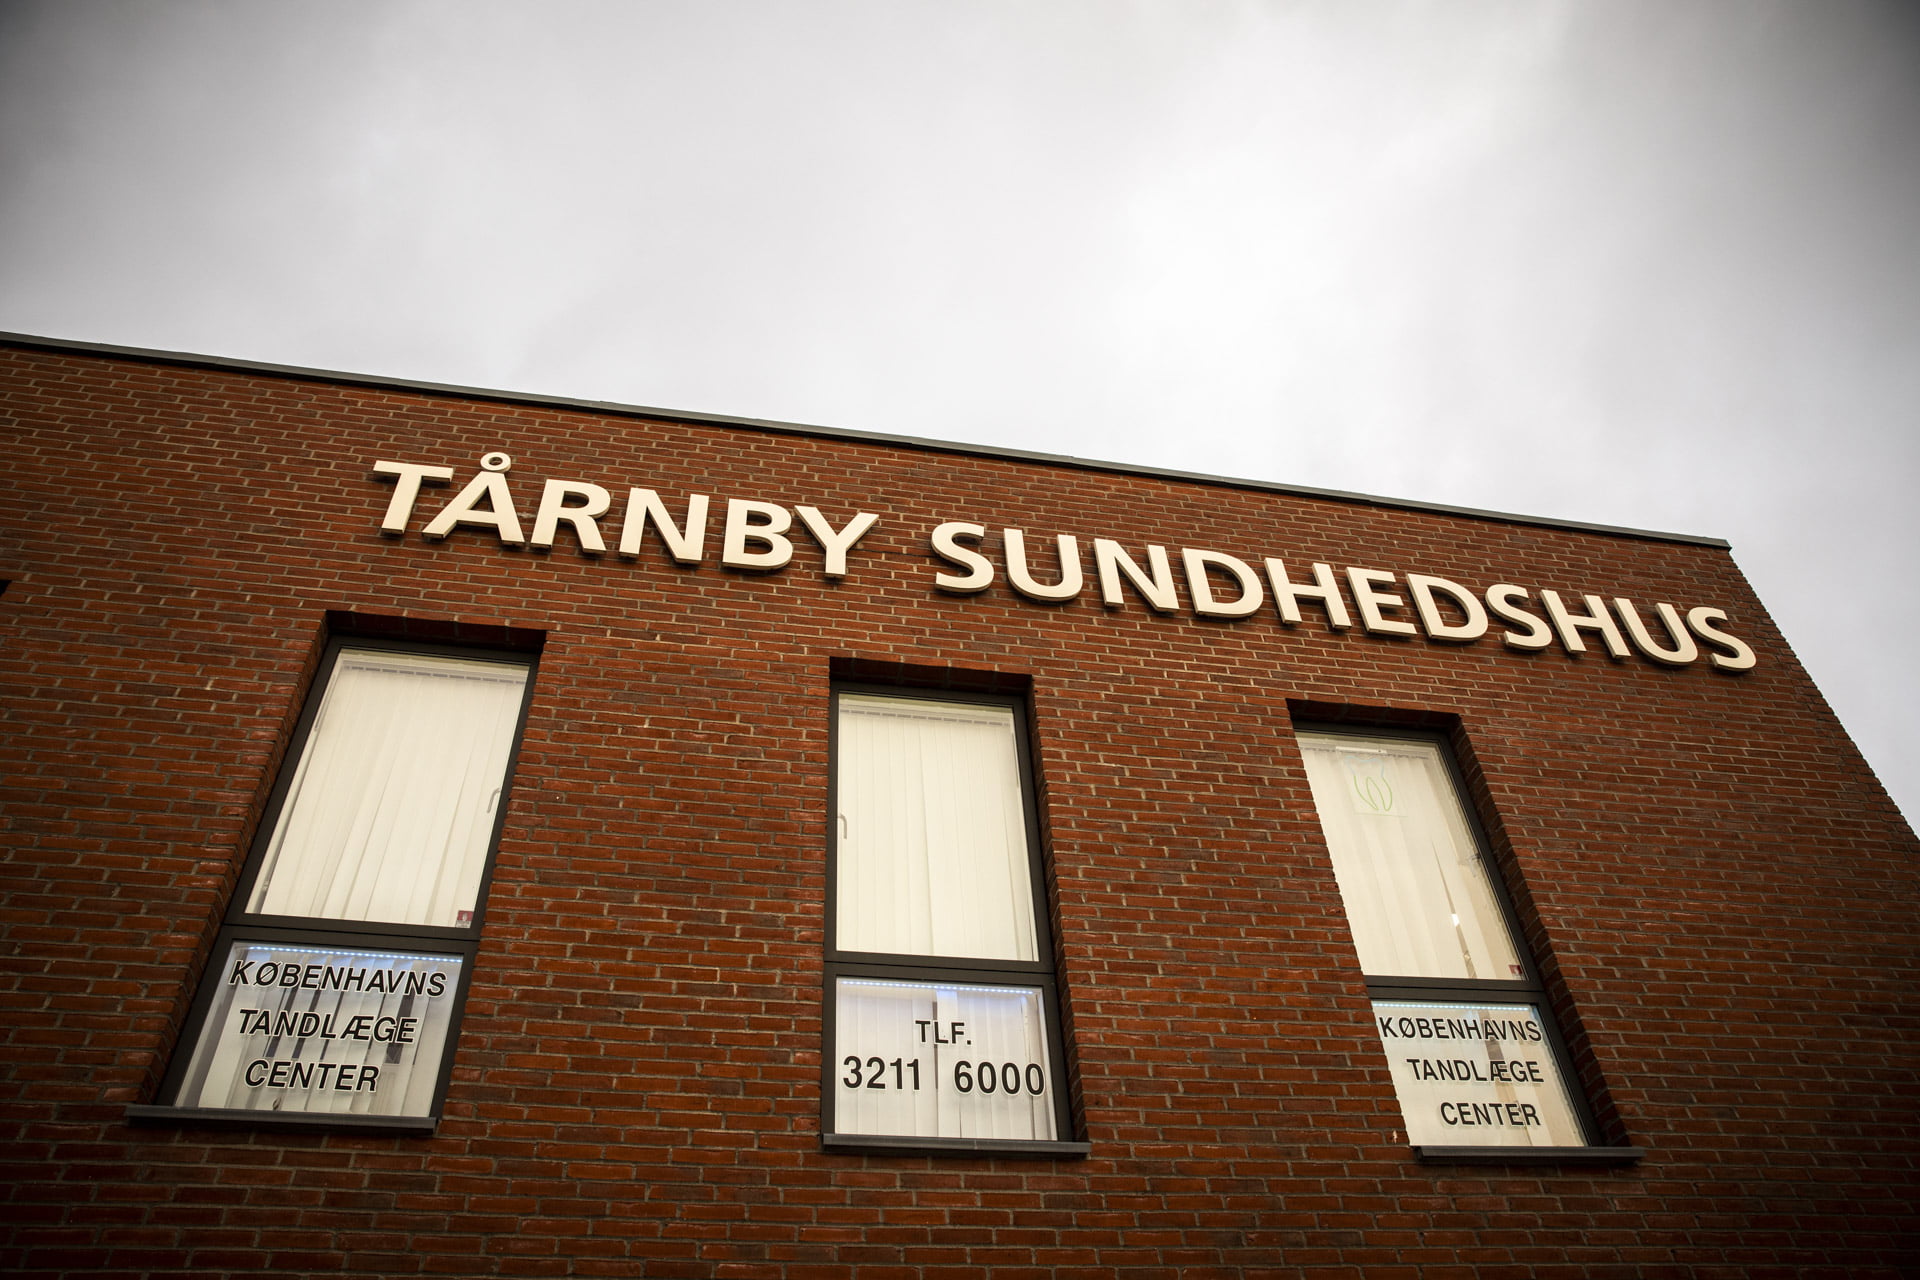 TÅRNBY SUNDHEDSHUS
KØBENHAVNS
TANDLÆGE
CENTER
TLF.
3211 6000
KØBENHAVNS
TANDLÆGE
CENTER